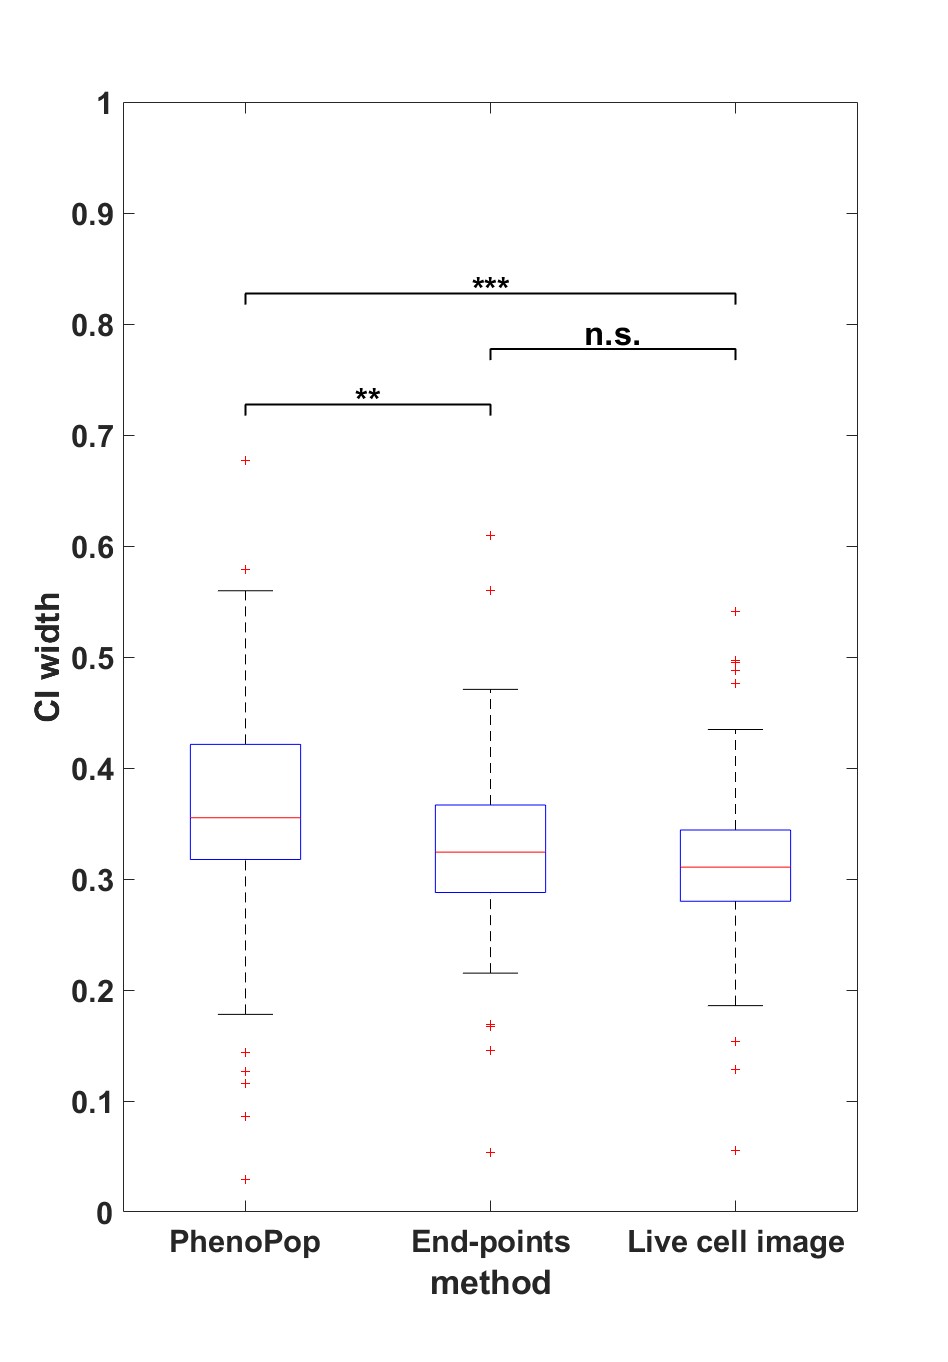 1
0.9
***
0.8
n.s.
**
0.7
0.6
CI width
0.5
0.4
0.3
0.2
0.1
0
PhenoPop
End-points
Live cell image
method